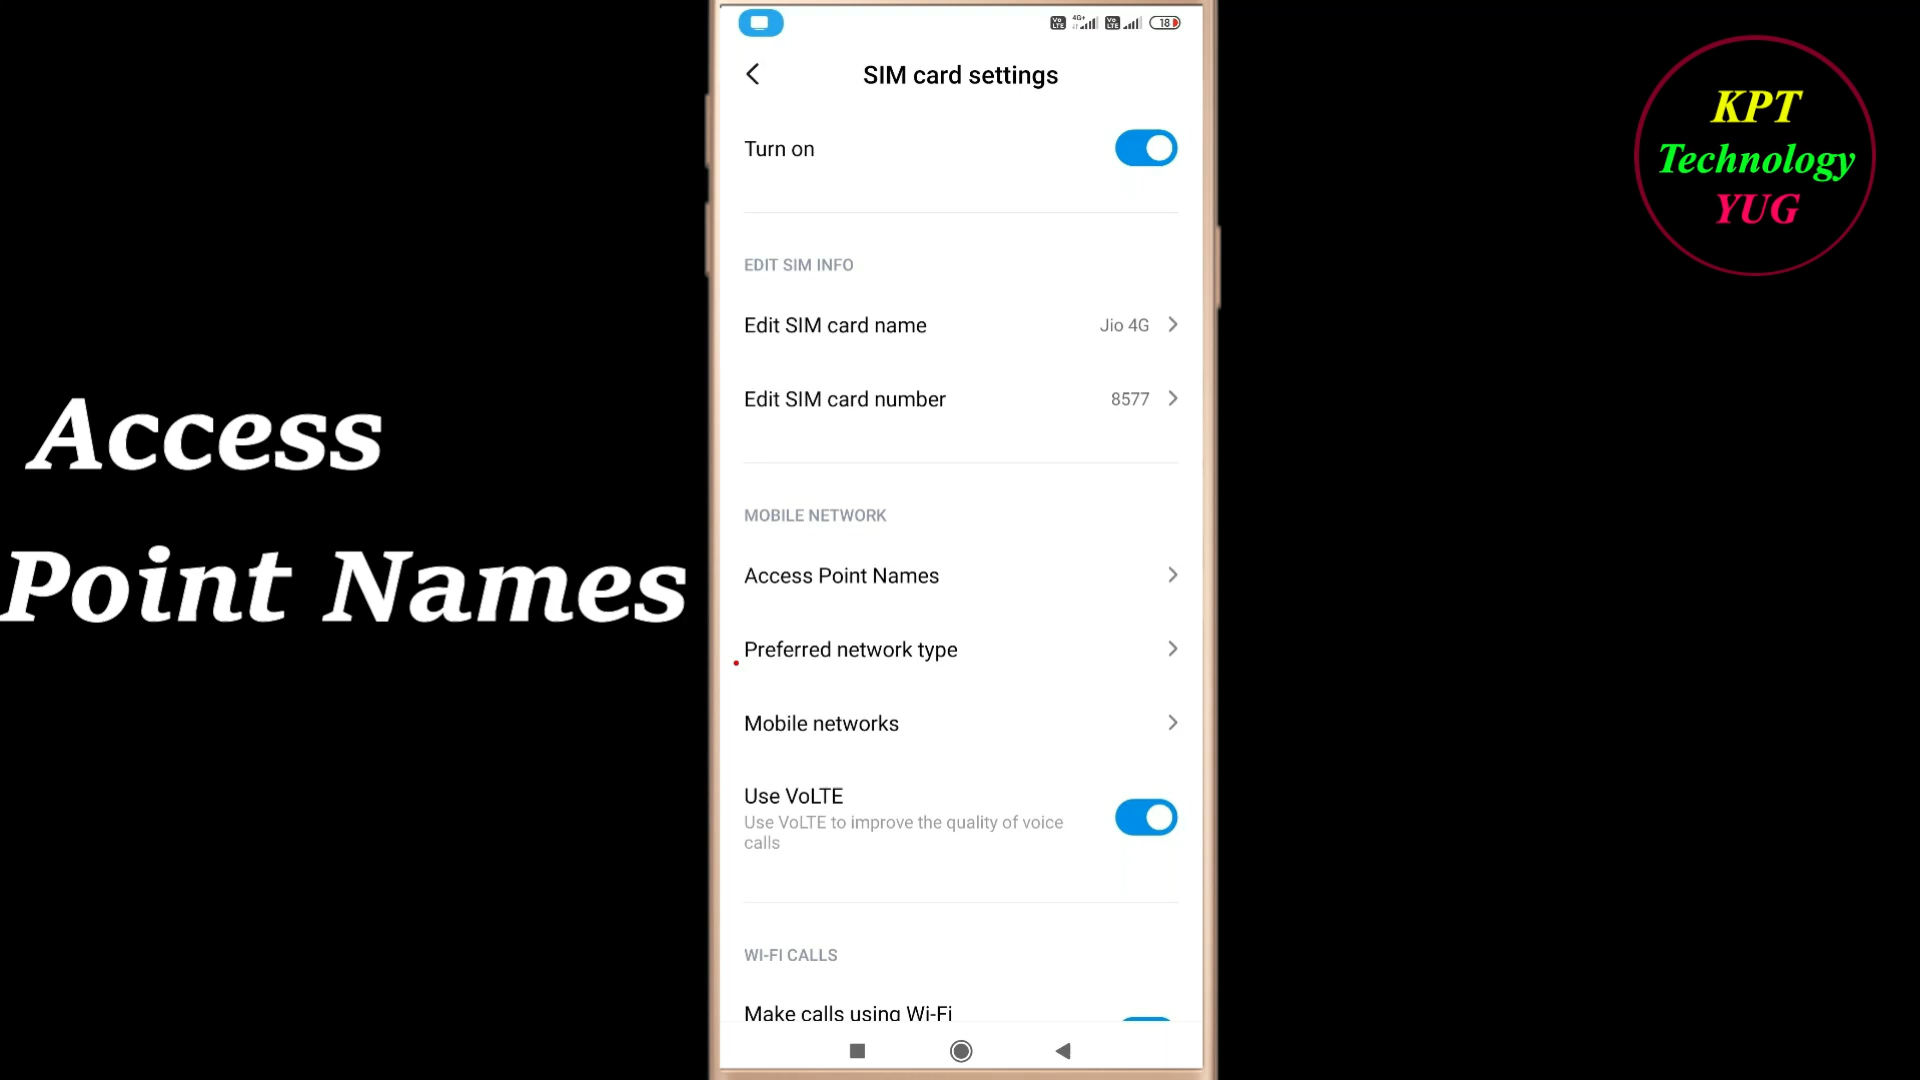 18
SIM card settings
Turn on
EDIT SIM INFO
Edit SIM card name
Jio 4G
Edit SIM card number
8577
MOBILE NETWORK
Access Point Names
Preferred network type
Mobile networks
Use VoLTE
Use VoLTE to improve the quality of voice
calls
WI-FI CALLS
Make calls using Wi-Fi
Access
Point Names
KPT
Technology
YUG